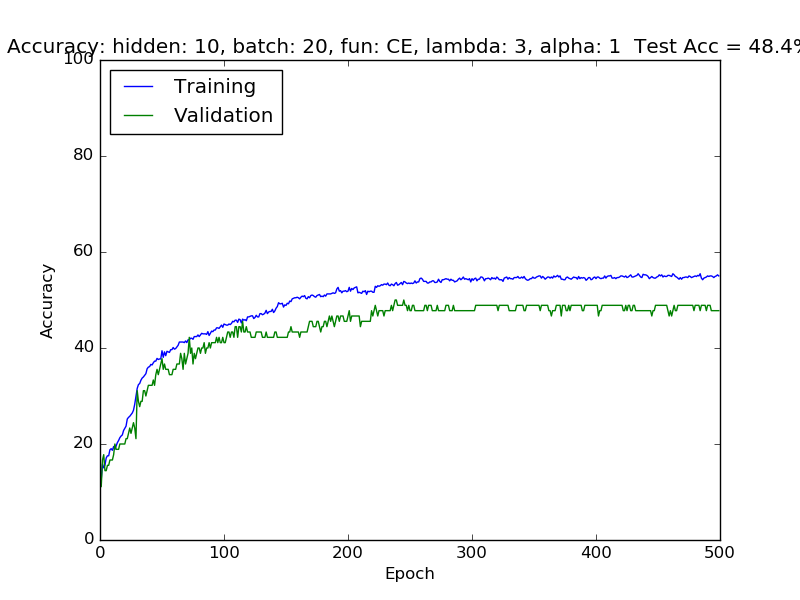 Accuracy: hidden: 10, batch: 20, fun: CE, lambda: 3, alpha: 1  Test Acc = 48.4%
100
80
60
40
20
0
Accuracy
Training
Validation
0 100 200 300 400 500
Epoch